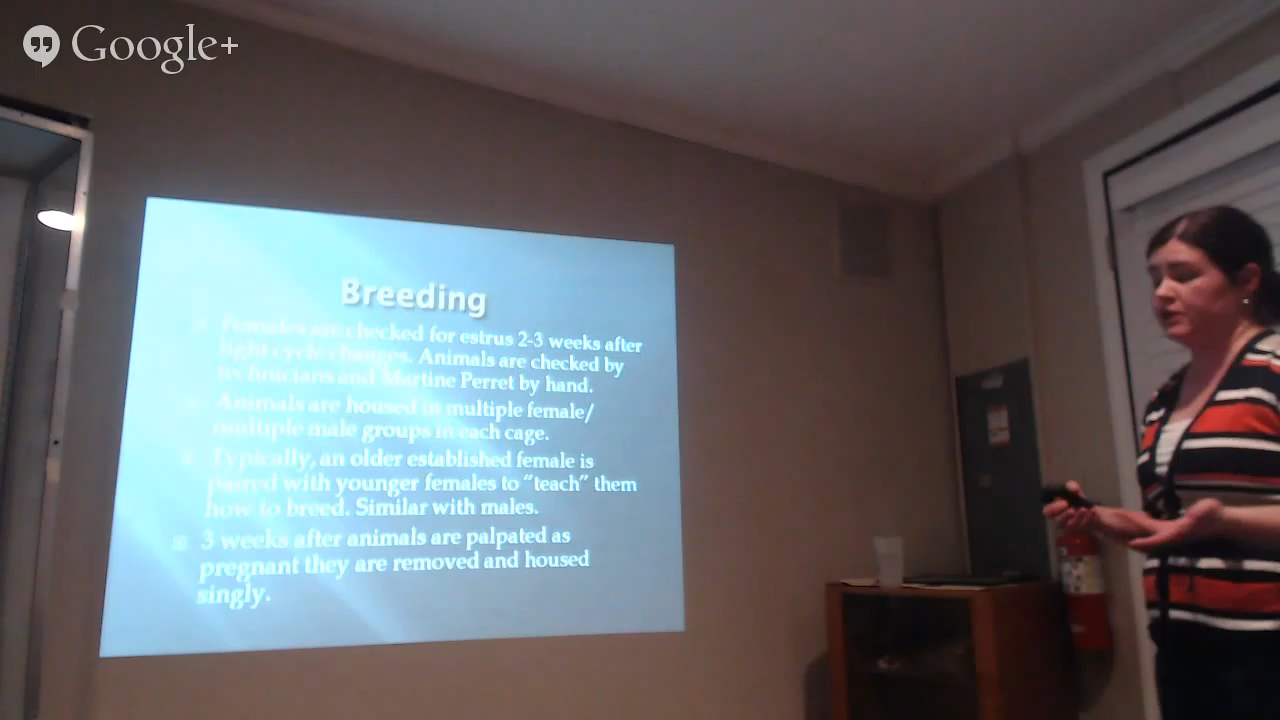 Google+
Breeding
Females are checked for estrus 2-3 weeks after
light cycle changes. Animals are checked by
technicians and Martine Perret by hand.
Animals are housed in multiple female/
multiple male groups in each cage.
Typically, an older established female is
paired with younger females to “teach” them
how to breed. Similar with males.
3 weeks after animals are palpated as
pregnant they are removed and housed
singly.